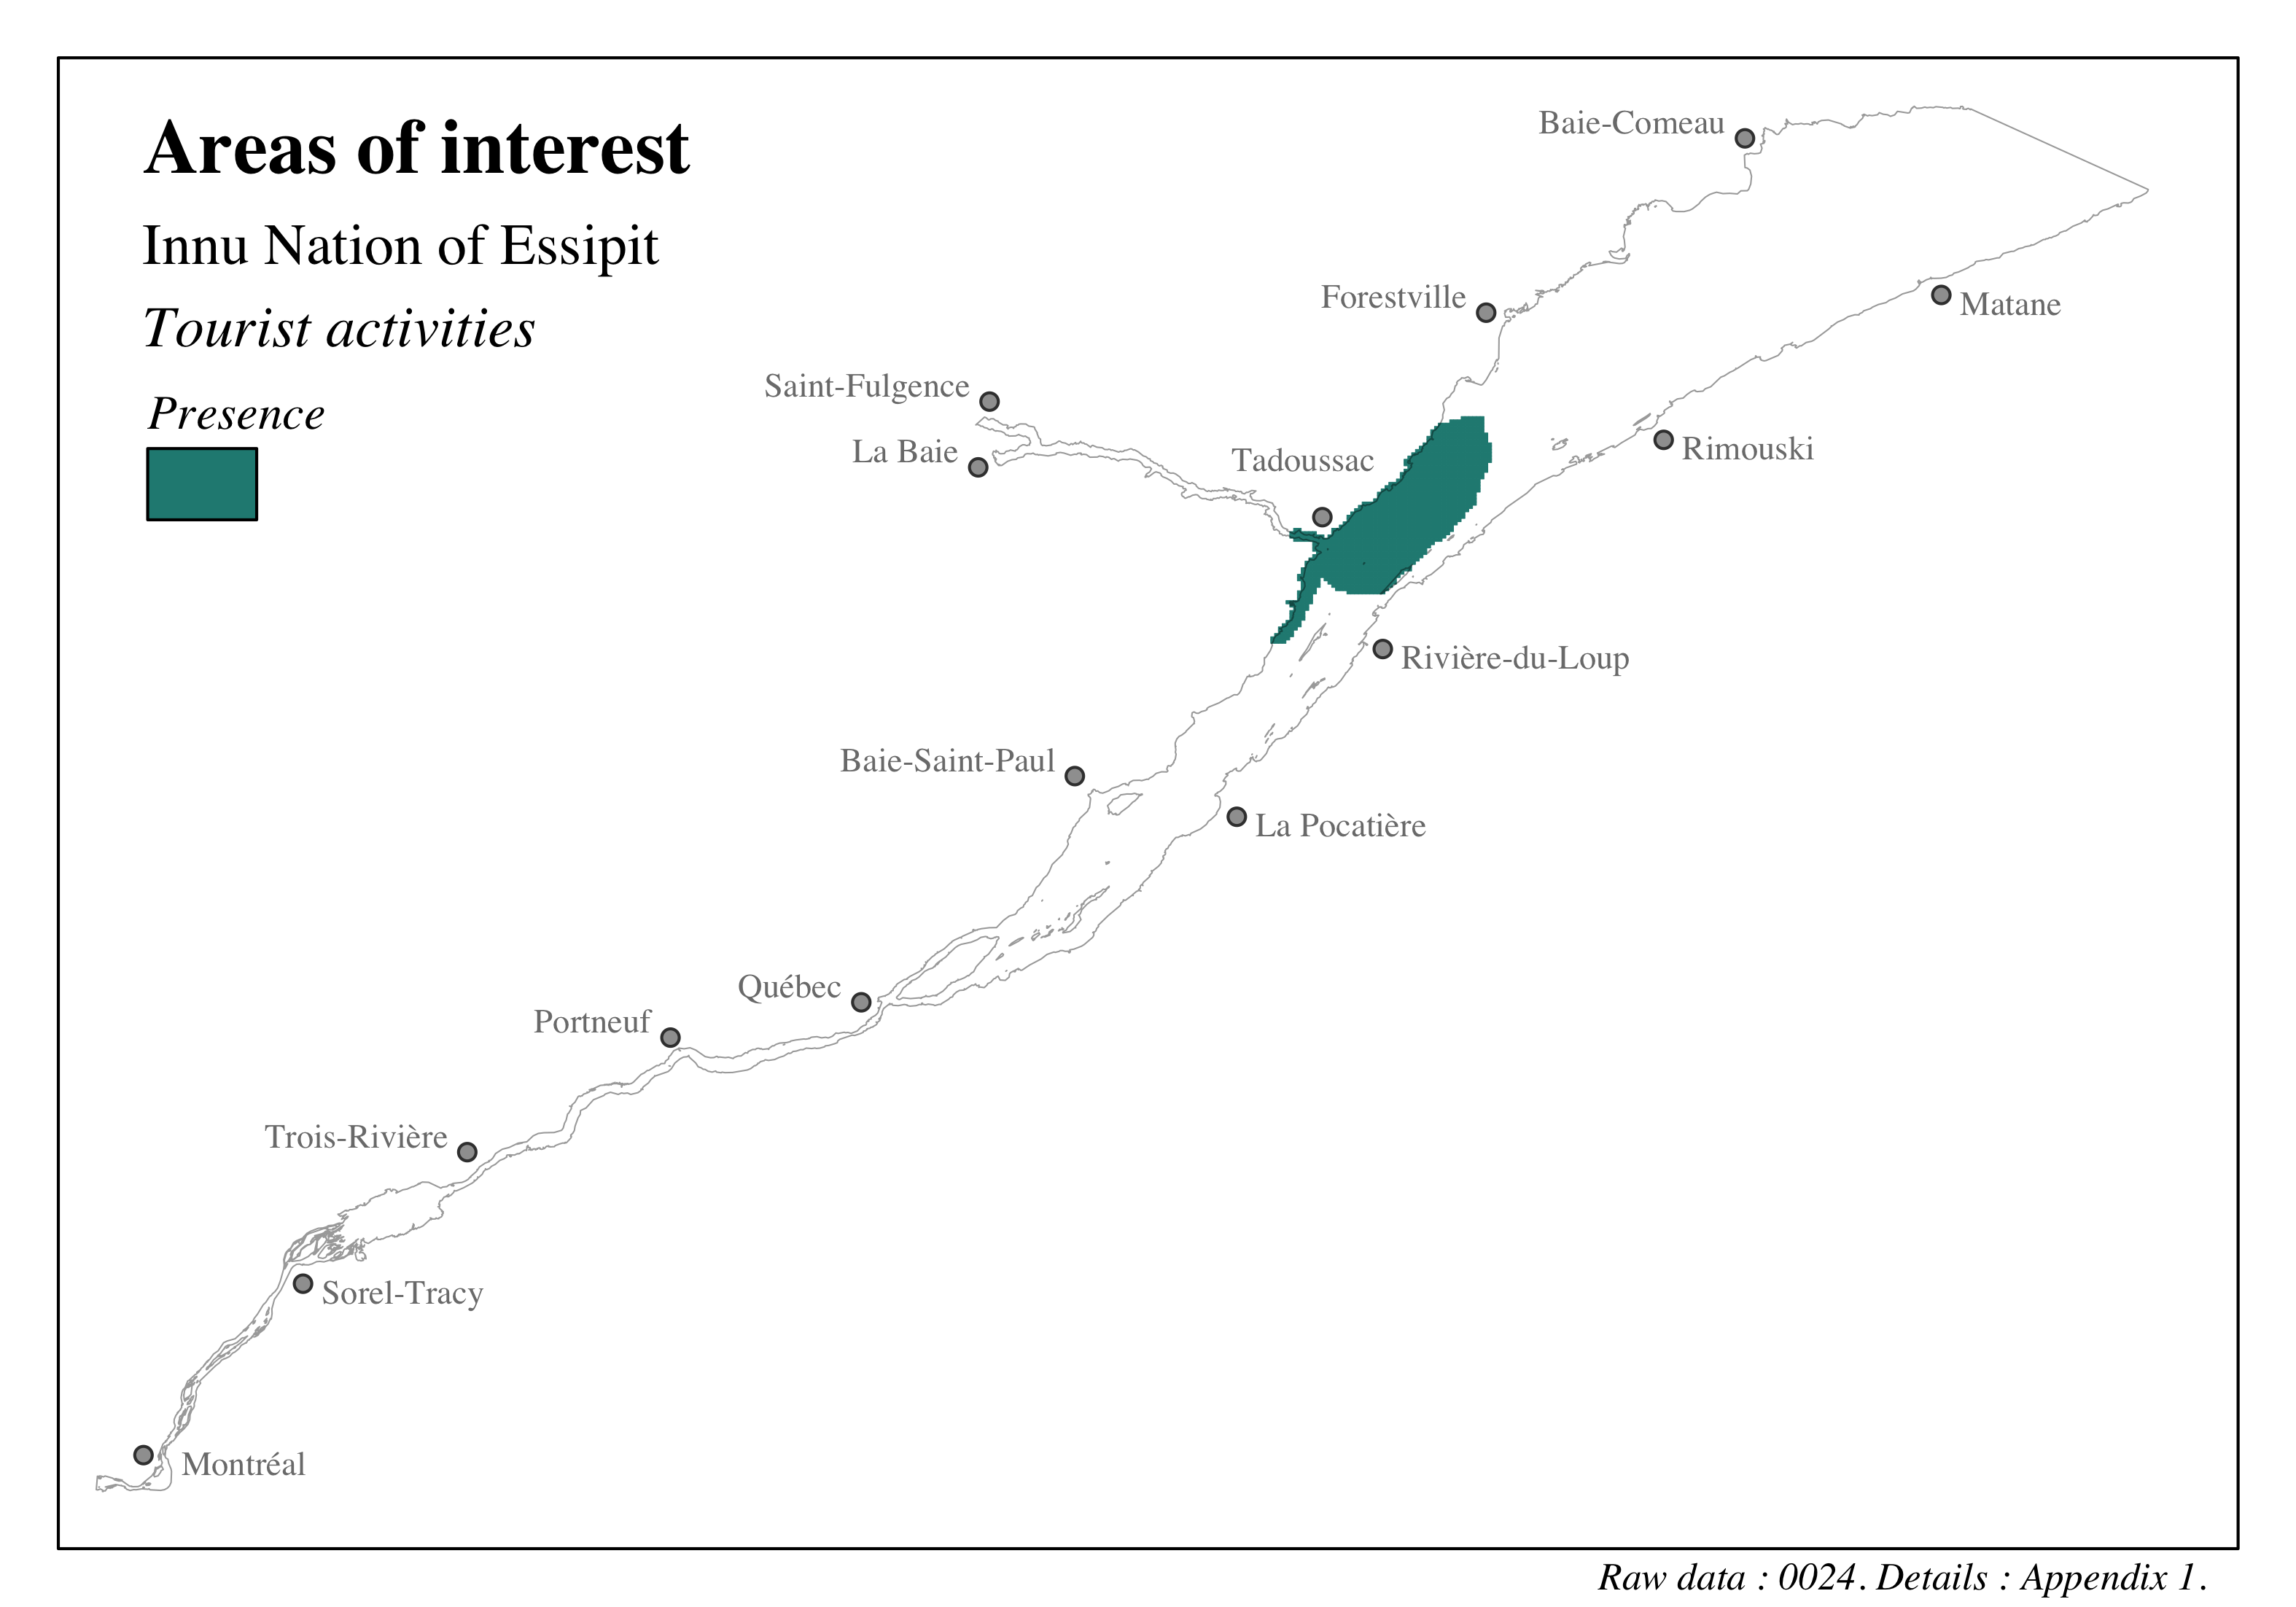 Areas of interest
Innu Nation of Essipit
Tourist activities
Presence
Baie-Comeau
Forestville
Matane
Saint-Fulgence
La Baie
Tadoussac
Rimouski
Rivière-du-Loup
Baie-Saint-Paul
La Pocatière
Québec
Portneuf
Trois-Rivière
Sorel-Tracy
Montréal
Raw data : 0024. Details : Appendix 1.